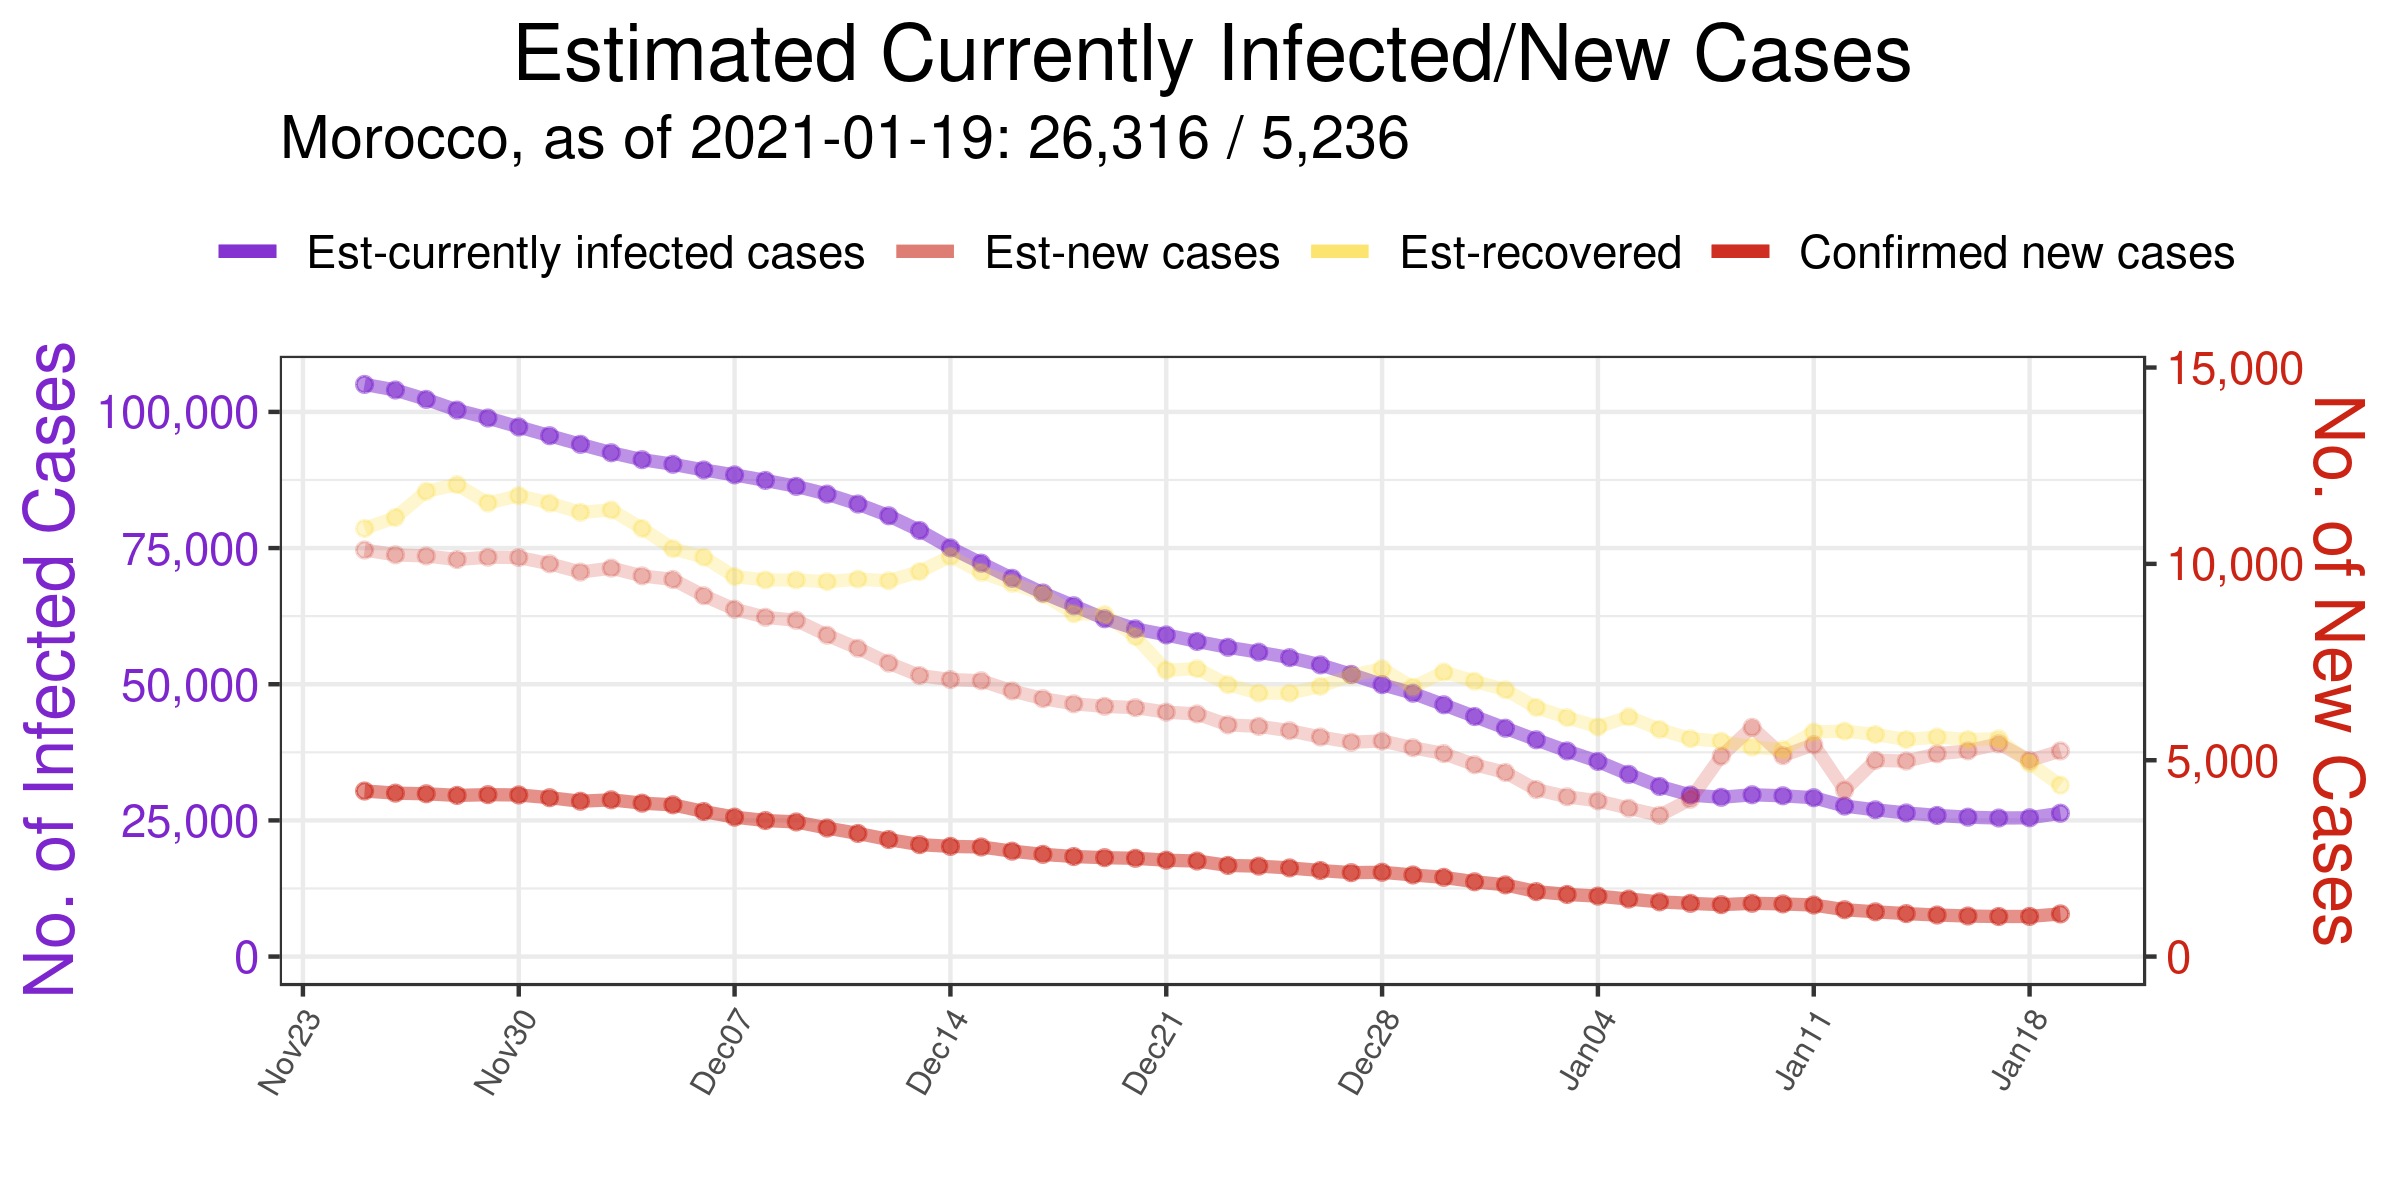 Estimated Currently Infected/New Cases
Morocco, as of 2021-01-19: 26,316 / 5,236
Est-currently infected cases Est-new cases Est-recovered Confirmed new cases
No. of Infected Cases
100,000
75,000
50,000
25,000
0
15,000
10,000
5,000
0
No. of New Cases
Nov23 Nov30 Dec07 Dec14 Dec21 Dec28 Jan04 Jan11 Jan18